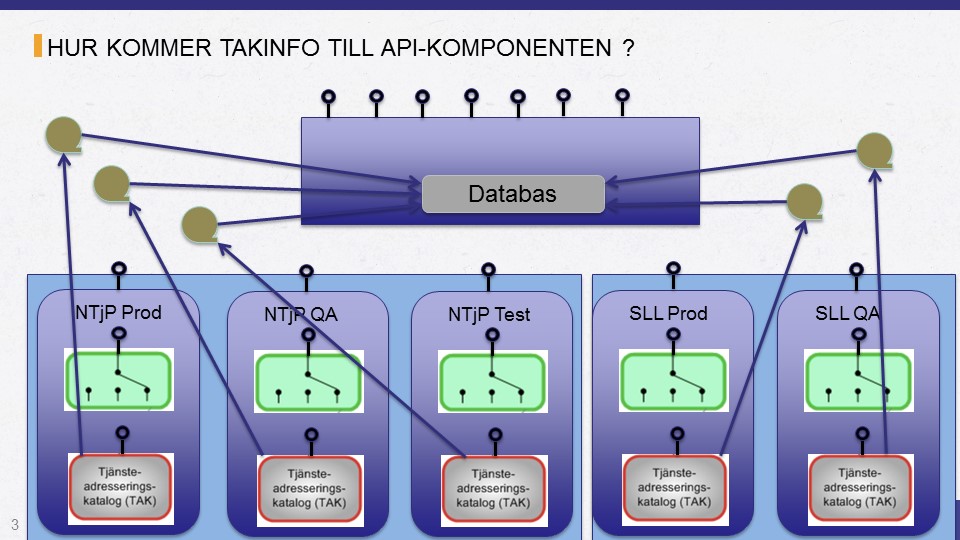 HUR KOMMER TAKINFO TILL API-KOMPONENTEN ?
Databas
NTjP Prod
NTjP QA
NTjP Test
SLL Prod
SLL QA
Tjänste-
adresserings-
katalog (TAK)
Tjänste-
adresserings-
katalog (TAK)
Tjänste-
adresserings-
katalog (TAK)
Tjänste-
adresserings-
katalog (TAK)
Tjänste-
adresserings-
katalog (TAK)
3